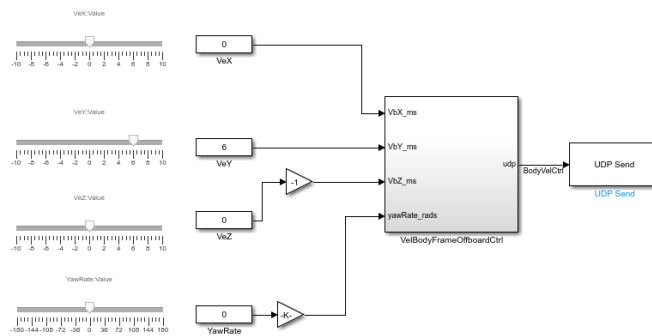 VeX:Value
-10 -8 -6 -4 -2 0 2 4 6 8 10
0
VeX
VeY:Value
-10 -8 -6 -4 -2 0 2 4 6 8 10
6
VeY
VeZ:Value
-10 -8 -6 -4 -2 0 2 4 6 8 10
0
VeZ
-1
YawRate:Value
-180 -144 -108 -72 -36 0 36 72 108 144 180
0
YawRate
-K-
VbX_ms
VbY_ms
VbZ_ms
yawRate_rads
udp
VelBodyFrameOffboardCtrl
BodyVelCtrl
UDP Send
UDP Send